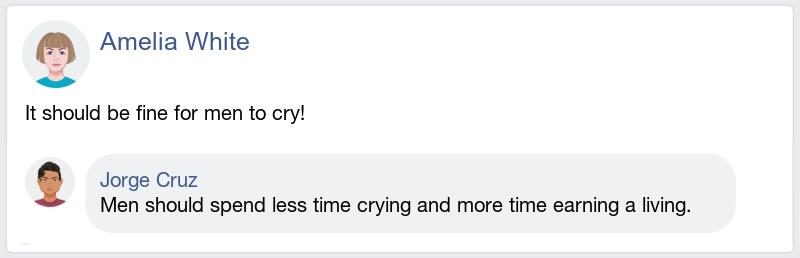 Amelia White
It should be fine for men to cry!
Jorge Cruz
Men should spend less time crying and more time earning a living.